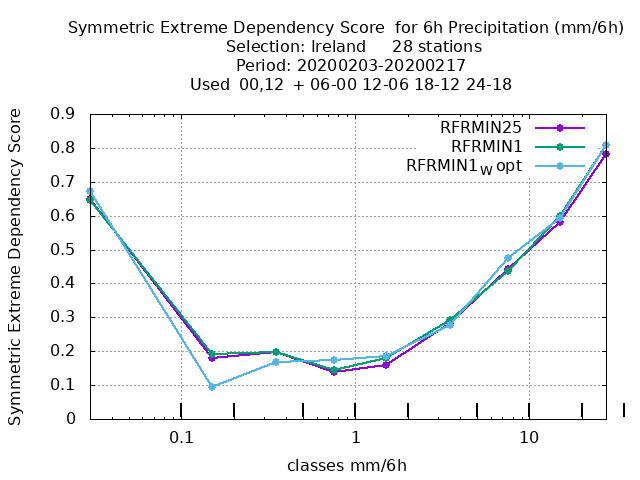 Symmetric Extreme Dependency Score  for 6h Precipitation (mm/6h)
Selection: Ireland     28 stations
Period: 20200203-20200217
Used  00,12  + 06-00 12-06 18-12 24-18
Symmetric Extreme Dependency Score
0.9
0.8
0.7
0.6
0.5
0.4
0.3
0.2
0.1
0
RFRMIN25
RFRMIN1
RFRMIN1W opt
0.1
1
10
classes mm/6h